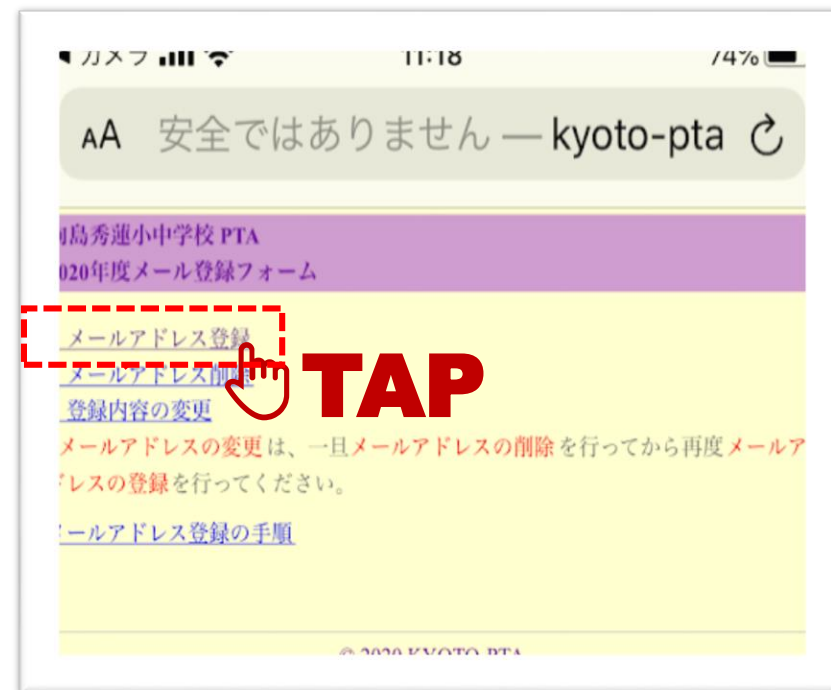 カメラ 11:18 74%
AA 安全ではありません — kyoto-pta
島秀蓮小中学校 PTA
020年度メール登録フォーム
メールアドレス登録
メールアドレス削除
登録内容の変更
TAP
メールアドレスの変更は、一旦メールアドレスの削除を行ってから再度メールア
ドレスの登録を行ってください。
メールアドレス登録の手順
© 2020 KYOTO-PTA